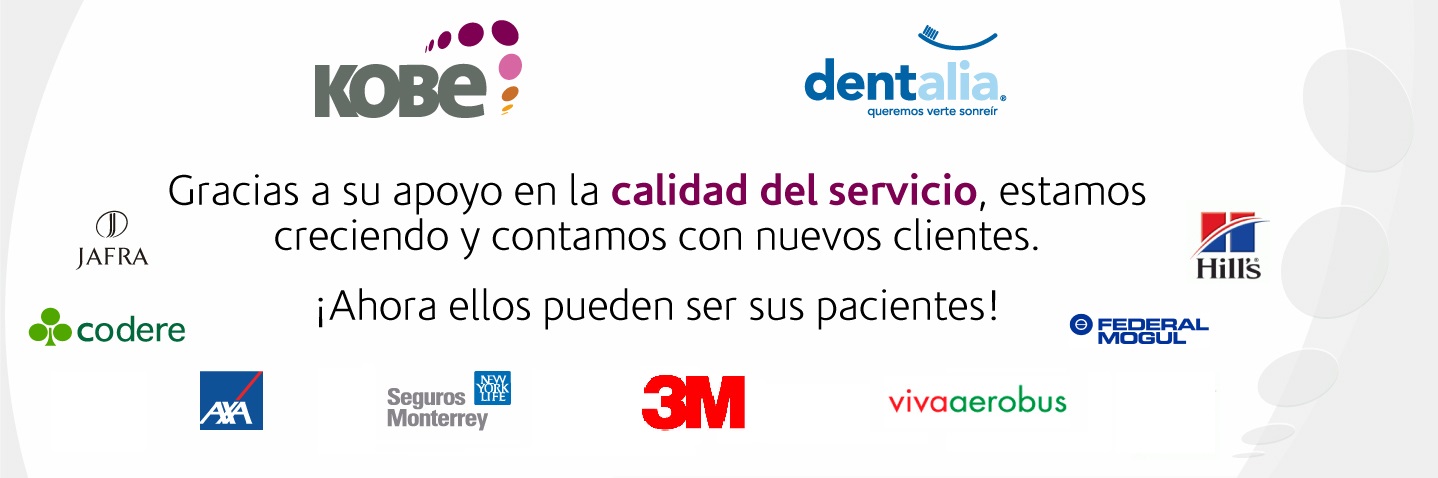 KOBE
dentalia®
queremos verte sonreír
Gracias a su apoyo en la calidad del servicio, estamos
creciendo y contamos con nuevos clientes.
¡Ahora ellos pueden ser sus pacientes!
JAFRA
codere
AXA
Seguros
Monterrey
NEW
YORK
LIFE
3M
vivaaerobus
FEDERAL
MOGUL
Hill's®